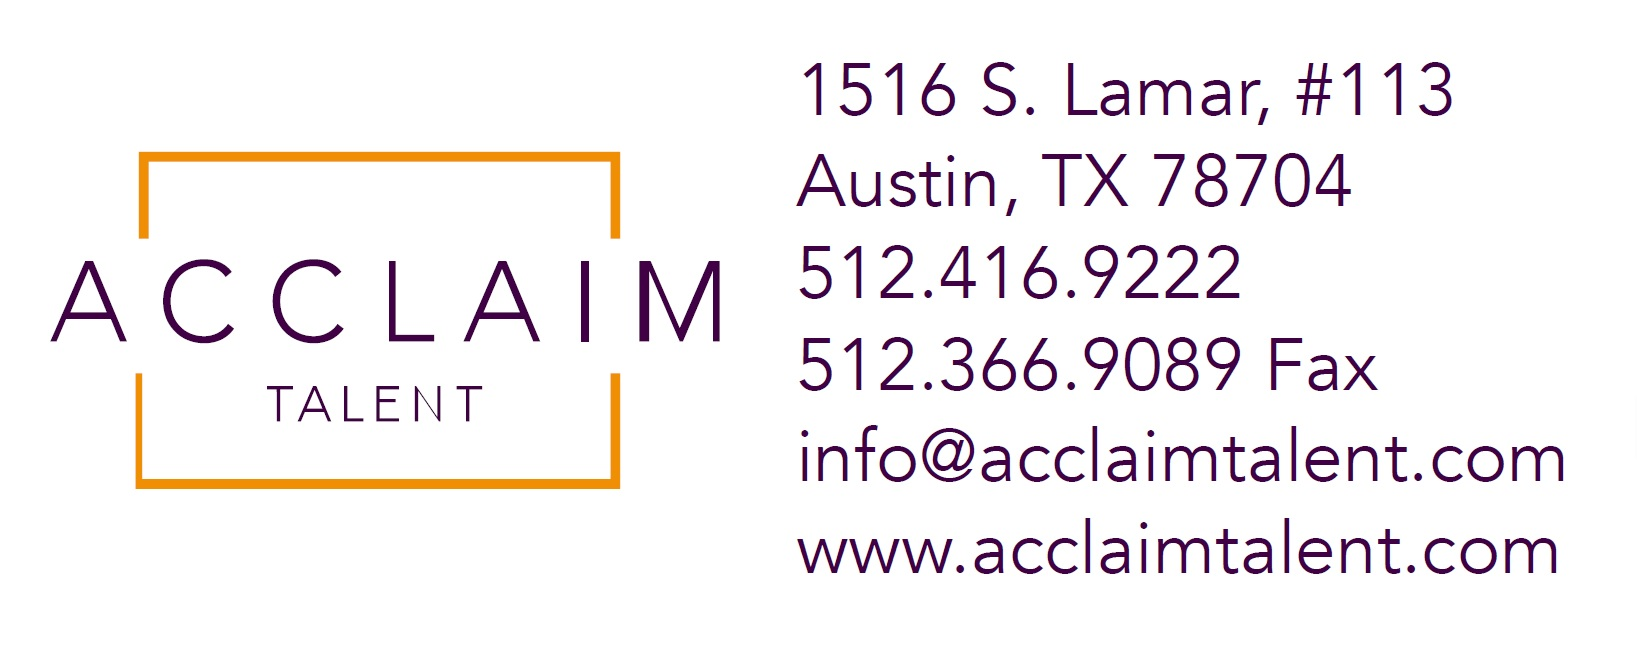 ACCLAIM
TALENT
1516 S. Lamar, #113
Austin, TX 78704
512.416.9222
512.366.9089 Fax
info@acclaimtalent.com
www.acclaimtalent.com